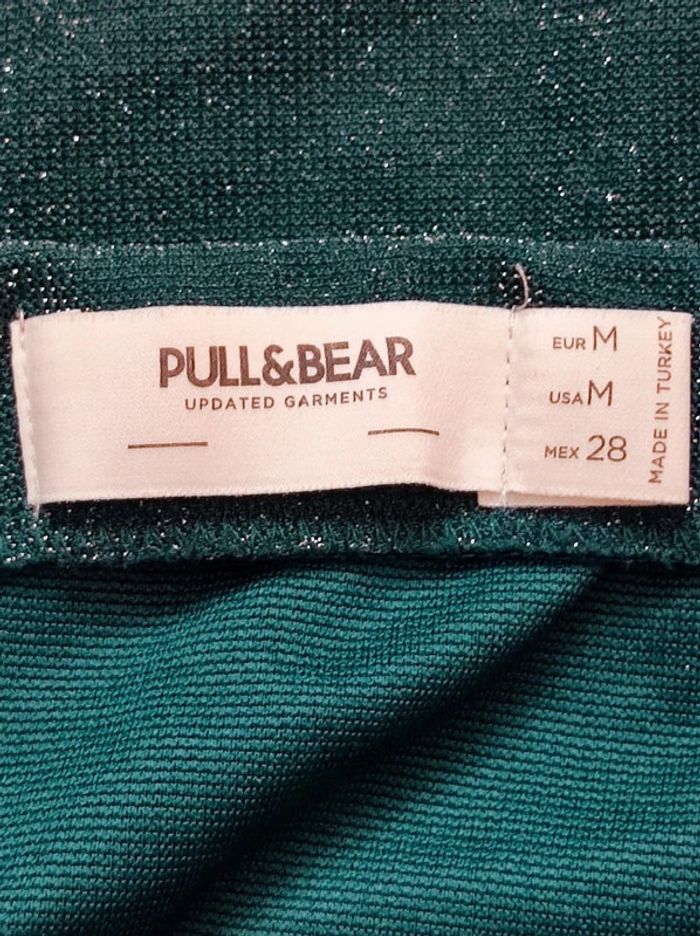 PULL&BEAR
UPDATED GARMENTS
EUR M
USA M
MEX 28
MADE IN TURKEY